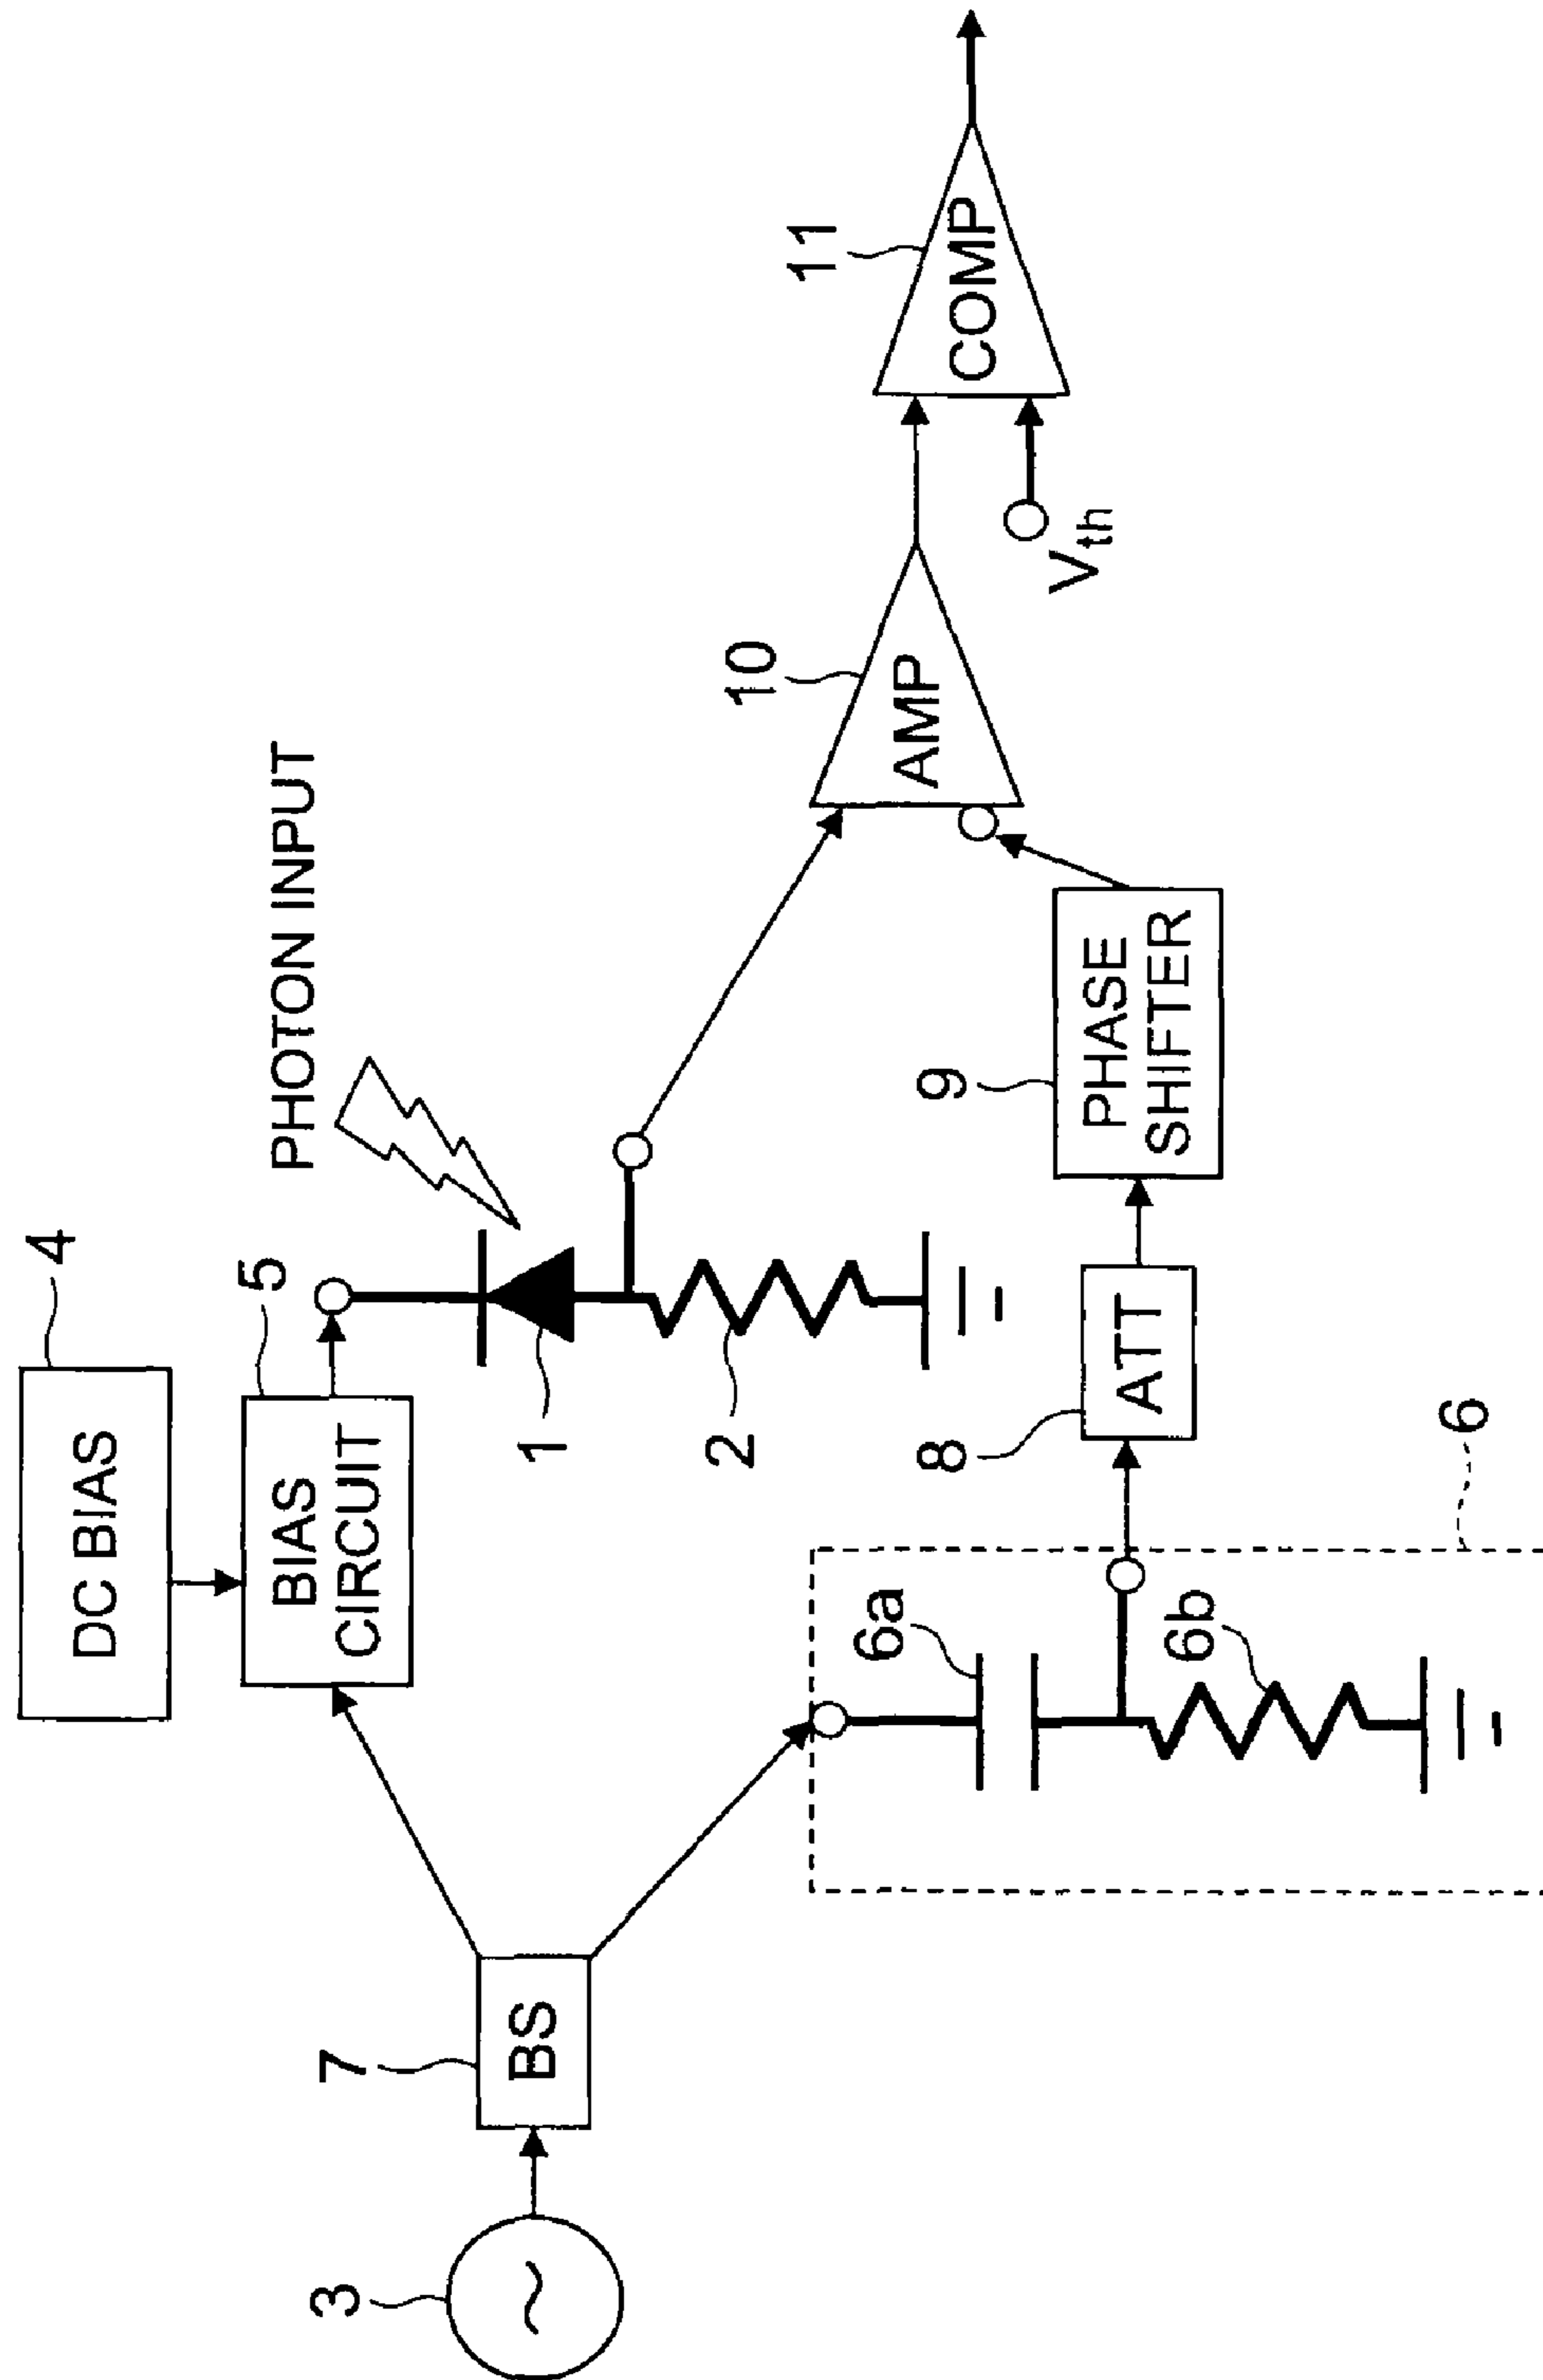 4
DC BIAS
5
BIAS
CIRCUIT
PHOTON INPUT
3
7
BS
1
2
10
AMP
11
COMP
Vth
6a
6b
6
8
ATT
9
PHASE
SHIFTER